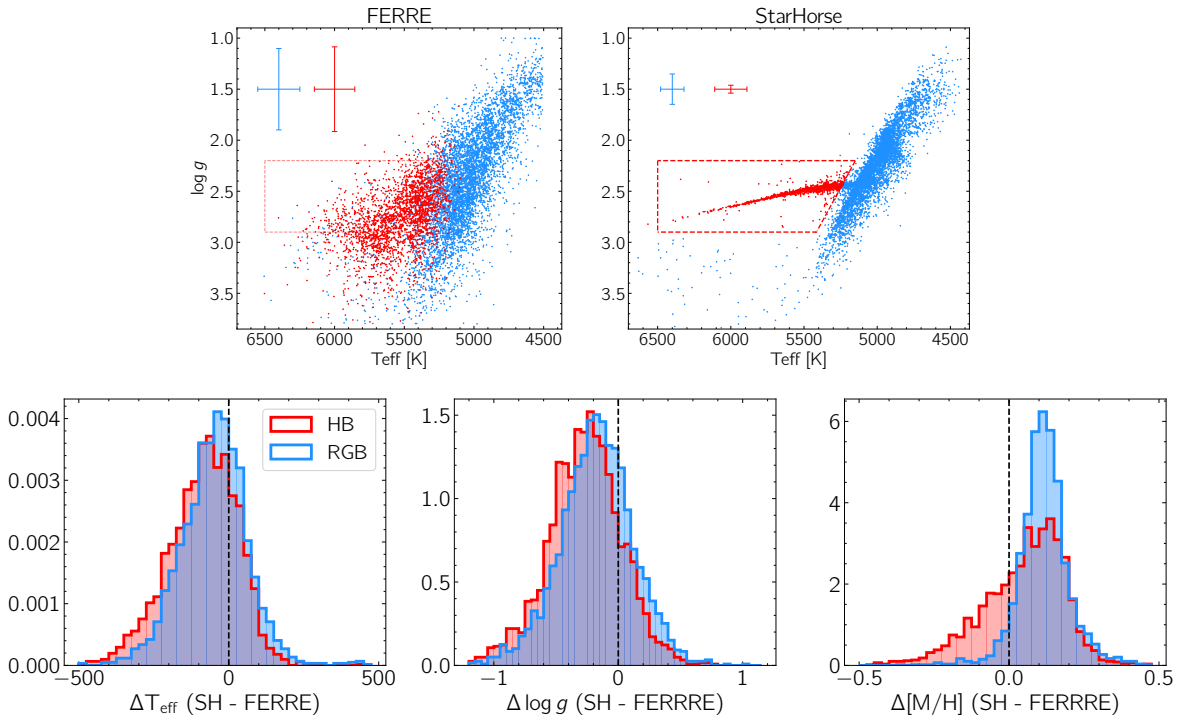 FERRE
StarHorse
1.0
1.5
2.0
2.5
3.0
3.5
log g
6500 6000 5500 5000 4500
Teff [K]
1.0
1.5
2.0
2.5
3.0
3.5
6500 6000 5500 5000 4500
Teff [K]
0.004
0.003
0.002
0.001
0.000
HB
RGB
−500 0 500
ΔT_eff (SH - FERRE)
1.5
1.0
0.5
0.0
−1 0 1
Δ log g (SH - FERRRE)
6
4
2
0
−0.5 0.0 0.5
Δ[M/H] (SH - FERRRE)